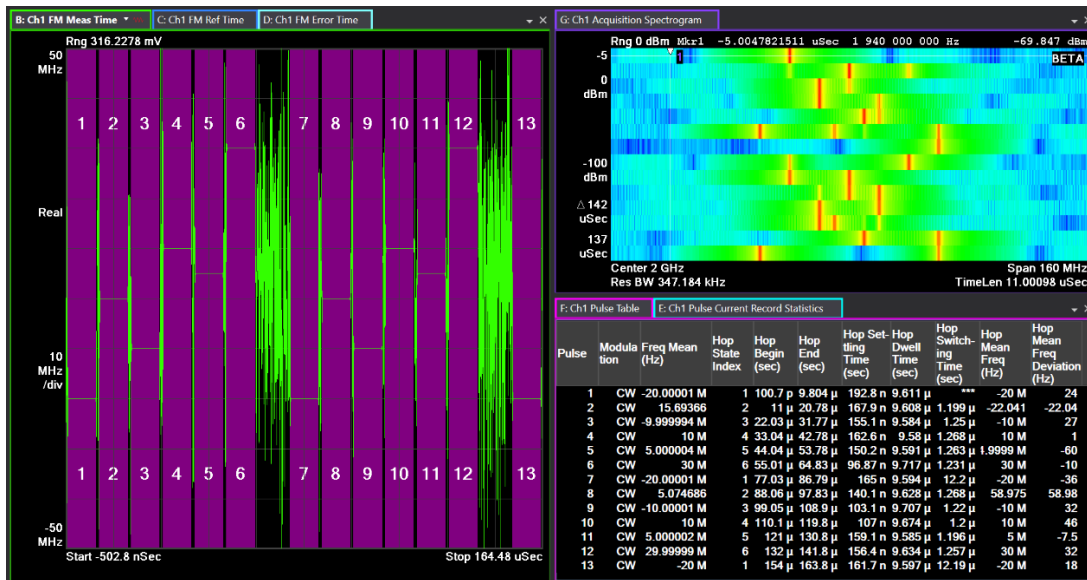 B: Ch1 FM Meas Time
C: Ch1 FM Ref Time
D: Ch1 FM Error Time
Rng 316.2278 mV
50
MHz
1 2 3 4 5 6 7 8 9 10 11 12 13
Real
10
MHz
/div
1 2 3 4 5 6 7 8 9 10 11 12 13
-50
MHz
Start -502.8 nSec
Stop 164.48 uSec
G: Ch1 Acquisition Spectrogram
Rng 0 dBm Mkr1 -5.0047821511 uSec 1 940 000 000 Hz -69.847 dBm
-5
1
BETA
0
dBm
-100
dBm
△ 142
uSec
137
uSec
Center 2 GHz
Span 160 MHz
Res BW 347.184 kHz
TimeLen 11.00098 uSec
F: Ch1 Pulse Table
E: Ch1 Pulse Current Record Statistics
Pulse
Modula
tion
Freq Mean
(Hz)
Hop
State
Index
Hop
Begin
(sec)
Hop
End
(sec)
Hop Set-
tling
Time
(sec)
Hop
Dwell
Time
(sec)
Hop
Switch-
ing
Time
(sec)
Hop
Mean
Freq
(Hz)
Hop
Mean
Freq
Deviation
(Hz)
1 CW -20.00001 M 1 100.7 p 9.804 µ 192.8 n 9.611 µ *** -20 M 24
2 CW 15.69366 2 11 µ 20.78 µ 167.9 n 9.608 µ 1.199 µ -22.041 -22.04
3 CW -9.999994 M 3 22.03 µ 31.77 µ 155.1 n 9.584 µ 1.25 µ -10 M 27
4 CW 10 M 4 33.04 µ 42.78 µ 162.6 n 9.58 µ 1.268 µ 10 M 1
5 CW 5.000004 M 5 44.04 µ 53.78 µ 150.2 n 9.591 µ 1.263 µ .9999 M -60
6 CW 30 M 6 55.01 µ 64.83 µ 96.87 n 9.717 µ 1.231 µ 30 M -10
7 CW -20.00001 M 1 77.03 µ 86.79 µ 165 n 9.594 µ 12.2 µ -20 M -36
8 CW 5.074686 2 88.06 µ 97.83 µ 140.1 n 9.628 µ 1.268 µ 58.975 58.98
9 CW -10.00001 M 3 99.05 µ 108.9 µ 103.1 n 9.707 µ 1.22 µ -10 M 32
10 CW 10 M 4 110.1 µ 119.8 µ 107 n 9.674 µ 1.2 µ 10 M 46
11 CW 5.000002 M 5 121 µ 130.8 µ 159.1 n 9.585 µ 1.196 µ 5 M -7.5
12 CW 29.99999 M 6 132 µ 141.8 µ 156.4 n 9.634 µ 1.257 µ 30 M 32
13 CW -20 M 1 154 µ 163.8 µ 161.7 n 9.597 µ 12.19 µ -20 M 18